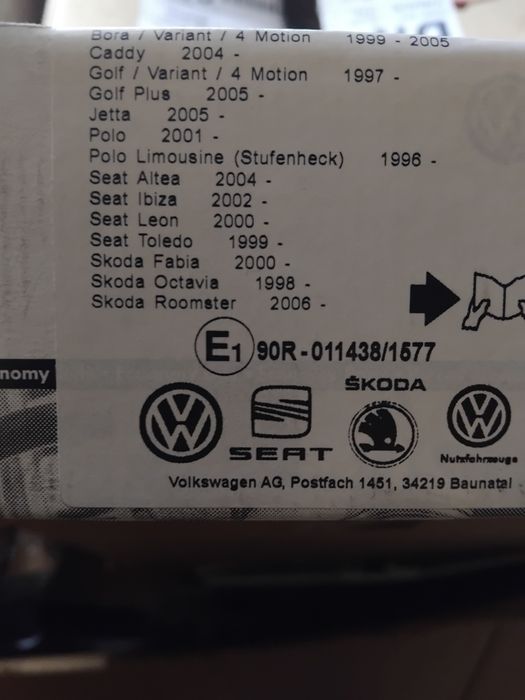 Bora / Variant / 4 Motion 1999 - 2005
Caddy 2004 -
Golf / Variant / 4 Motion 1997 -
Golf Plus 2005 -
Jetta 2005 -
Polo 2001 -
Polo Limousine (Stufenheck) 1996 -
Seat Altea 2004 -
Seat Ibiza 2002 -
Seat Leon 2000 -
Seat Toledo 1999 -
Skoda Fabia 2000 -
Skoda Octavia 1998 -
Skoda Roomster 2006 -
E1 90R-011438/1577
nomy
ŠKODA
SEAT
Nutzfahrzeuge
Volkswagen AG, Postfach 1451, 34219 Baunatal